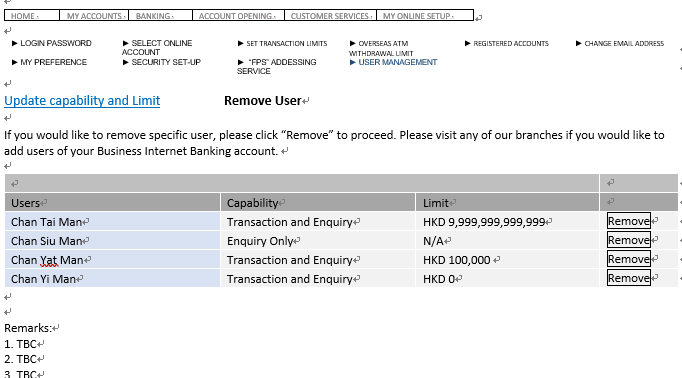 HOME MY ACCOUNTS BANKING ACCOUNT OPENING CUSTOMER SERVICES MY ONLINE SETUP
► LOGIN PASSWORD ► SELECT ONLINE ACCOUNT ► SET TRANSACTION LIMITS ► OVERSEAS ATM WITHDRAWAL LIMIT ► REGISTERED ACCOUNTS ► CHANGE EMAIL ADDRESS
► MY PREFERENCE ► SECURITY SET-UP ► "FPS" ADDESSING SERVICE ► USER MANAGEMENT
Update capability and Limit Remove User
If you would like to remove specific user, please click “Remove” to proceed. Please visit any of our branches if you would like to
add users of your Business Internet Banking account.
Users Capability Limit
Chan Tai Man Transaction and Enquiry HKD 9,999,999,999,999 Remove
Chan Siu Man Enquiry Only N/A Remove
Chan Yat Man Transaction and Enquiry HKD 100,000 Remove
Chan Yi Man Transaction and Enquiry HKD 0 Remove
Remarks:
1. TBC
2. TBC
3. TBC